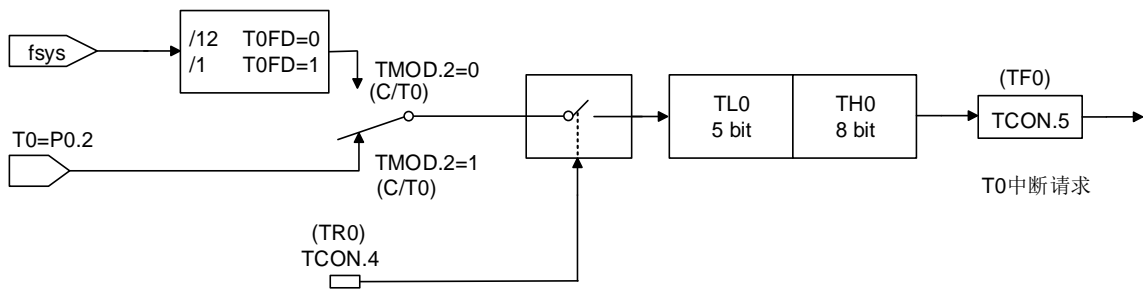 fsys
/12 T0FD=0
/1 T0FD=1
TMOD.2=0
(C/T0)
T0=P0.2
TMOD.2=1
(C/T0)
(TR0)
TCON.4
TL0
5 bit
TH0
8 bit
(TF0)
TCON.5
T0中断请求